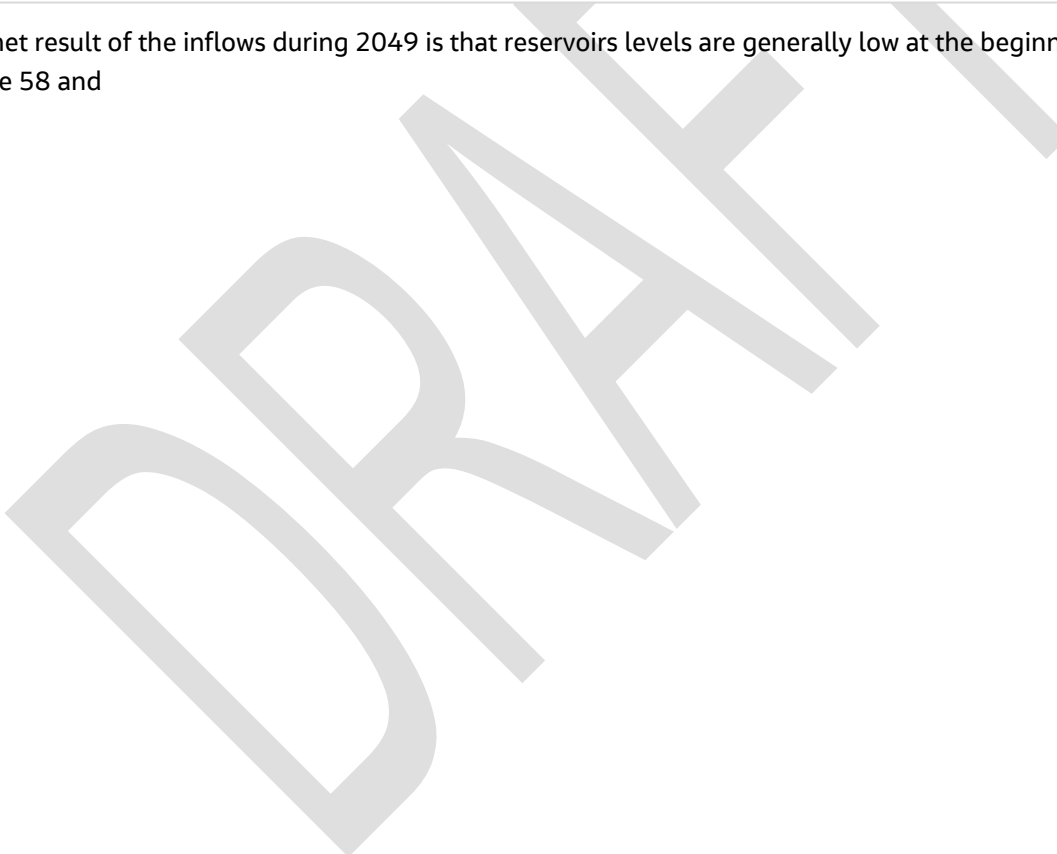 net result of the inflows during 2049 is that reservoirs levels are generally low at the beginn
e 58 and
DRAFT